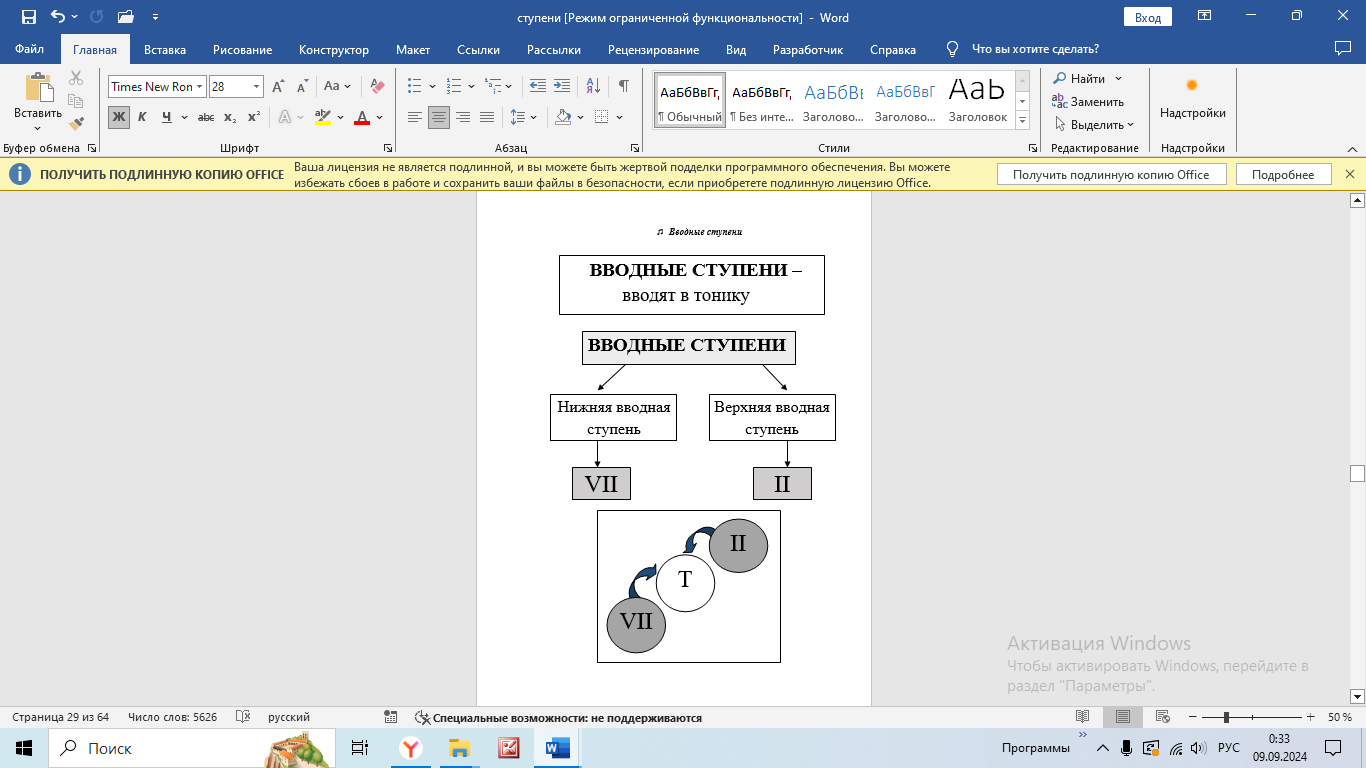 ступени [Режим ограниченной функциональности] - Word
Вход
Файл
Главная
Вставка
Рисование
Конструктор
Макет
Ссылки
Рассылки
Рецензирование
Вид
Разработчик
Справка
Что вы хотите сделать?
Вставить
Буфер обмена
Times New Ron
28
Aa
Ж К Ч abc x₂ x²
Шрифт
Абзац
АаБбВвГг,
¶ Обычный
АаБбВвГг,
¶ Без инте...
АаБбВв
Заголово...
АаБбВвГ
Заголово...
АаЬ
Заголовок
Стили
Найти
Заменить
Выделить
Редактирование
Надстройки
Надстройки
ПОЛУЧИТЬ ПОДЛИННУЮ КОПИЮ OFFICE
Ваша лицензия не является подлинной, и вы можете быть жертвой подделки программного обеспечения. Вы можете
избежать сбоев в работе и сохранить ваши файлы в безопасности, если приобретете подлинную лицензию Office.
Получить подлинную копию Office
Подробнее
♬ Вводные ступени
ВВОДНЫЕ СТУПЕНИ –
вводят в тонику
ВВОДНЫЕ СТУПЕНИ
Нижняя вводная
ступень
Верхняя вводная
ступень
VII
II
II
T
VII
Активация Windows
Чтобы активировать Windows, перейдите в
раздел "Параметры".
Страница 29 из 64
Число слов: 5626
русский
Специальные возможности: не поддерживаются
50 %
Поиск
Программы
РУС
0:33
09.09.2024